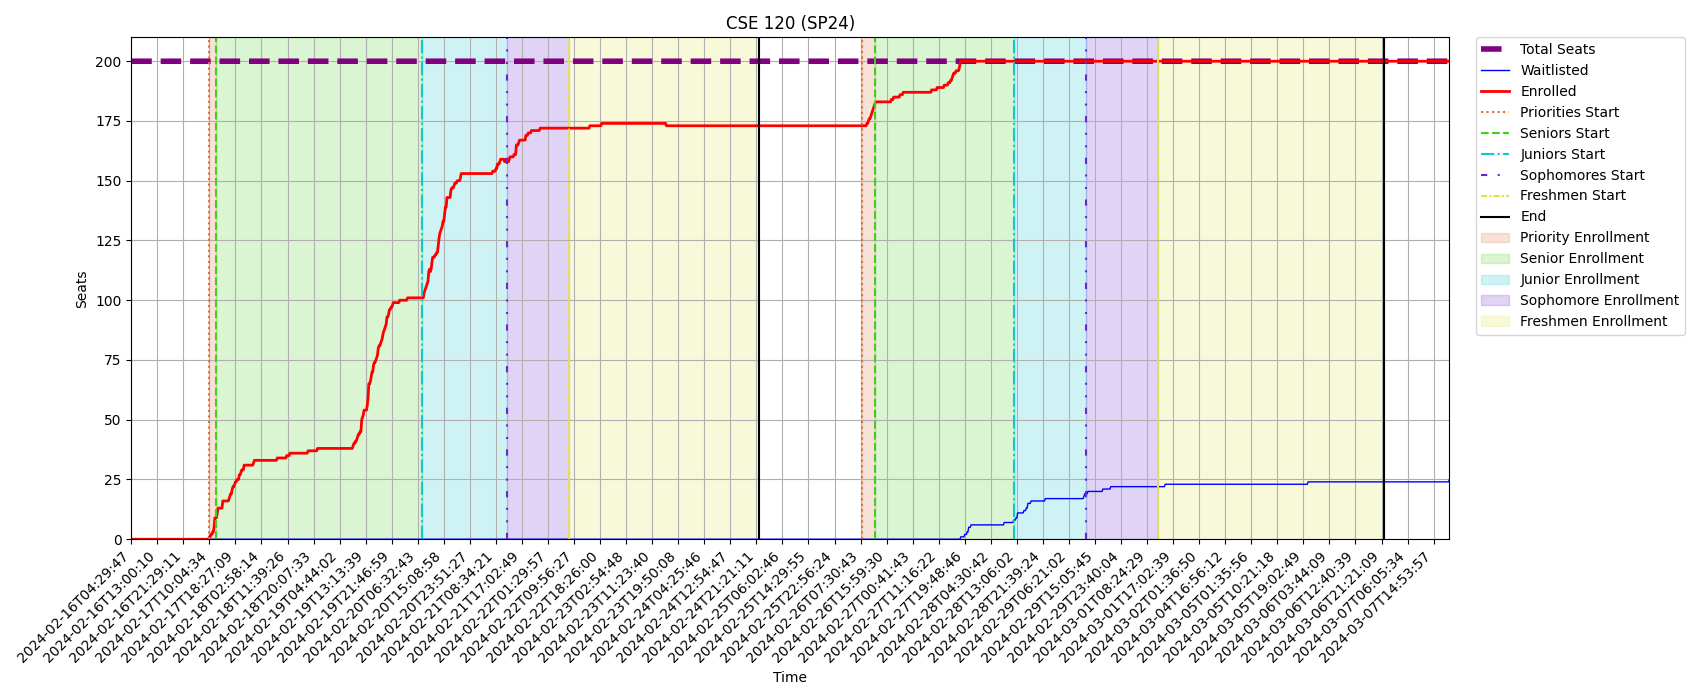 CSE 120 (SP24)
Total Seats
Waitlisted
Enrolled
Priorities Start
Seniors Start
Juniors Start
Sophomores Start
Freshmen Start
End
Priority Enrollment
Senior Enrollment
Junior Enrollment
Sophomore Enrollment
Freshmen Enrollment
Seats
200
175
150
125
100
75
50
25
0
2024-02-16T04:29:47
2024-02-16T13:00:10
2024-02-16T21:29:11
2024-02-17T10:04:34
2024-02-17T18:27:09
2024-02-18T02:58:14
2024-02-18T11:39:26
2024-02-18T20:07:33
2024-02-19T04:44:02
2024-02-19T13:13:39
2024-02-19T21:46:59
2024-02-20T06:32:43
2024-02-20T15:08:58
2024-02-20T23:51:27
2024-02-21T08:34:21
2024-02-21T17:02:49
2024-02-22T01:29:57
2024-02-22T09:56:27
2024-02-22T18:26:00
2024-02-23T02:54:48
2024-02-23T11:23:40
2024-02-23T19:50:08
2024-02-24T04:25:46
2024-02-24T12:54:47
2024-02-24T21:21:11
2024-02-25T06:02:46
2024-02-25T14:29:55
2024-02-25T22:56:24
2024-02-26T07:30:43
2024-02-26T15:59:30
2024-02-27T00:41:43
2024-02-27T11:16:22
2024-02-27T19:48:46
2024-02-28T04:30:42
2024-02-28T13:06:02
2024-02-28T21:39:24
2024-02-29T06:21:02
2024-02-29T15:05:45
2024-02-29T23:40:04
2024-03-01T08:24:29
2024-03-01T17:02:39
2024-03-02T01:36:50
2024-03-04T16:56:12
2024-03-05T01:35:56
2024-03-05T10:21:18
2024-03-05T19:02:49
2024-03-06T03:44:09
2024-03-06T12:40:39
2024-03-06T21:21:09
2024-03-07T06:05:34
2024-03-07T14:53:57
Time